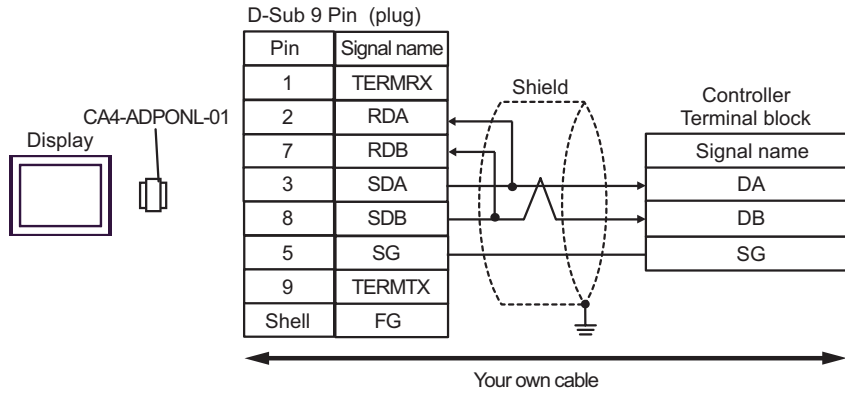 D-Sub 9 Pin (plug)
Pin Signal name
1 TERMRX
2 RDA
7 RDB
3 SDA
8 SDB
5 SG
9 TERMTX
Shell FG
CA4-ADPONL-01
Display
Shield
Controller
Terminal block
Signal name
DA
DB
SG
Your own cable